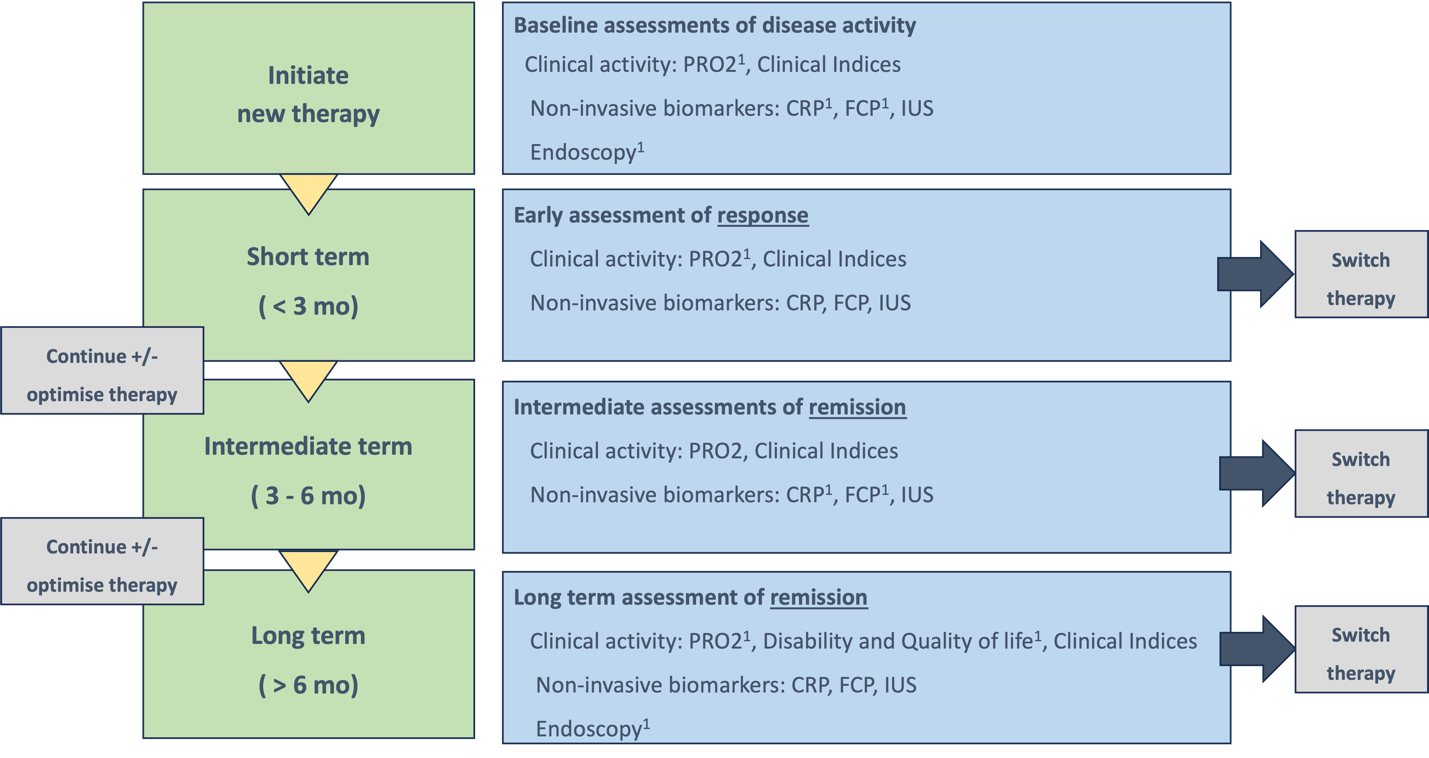 Initiate
new therapy
Baseline assessments of disease activity
Clinical activity: PRO2¹, Clinical Indices
Non-invasive biomarkers: CRP¹, FCP¹, IUS
Endoscopy¹
Short term
( < 3 mo)
Early assessment of response
Clinical activity: PRO2¹, Clinical Indices
Non-invasive biomarkers: CRP, FCP, IUS
Switch
therapy
Continue +/-
optimise therapy
Intermediate term
( 3 - 6 mo)
Intermediate assessments of remission
Clinical activity: PRO2, Clinical Indices
Non-invasive biomarkers: CRP¹, FCP¹, IUS
Switch
therapy
Continue +/-
optimise therapy
Long term
( > 6 mo)
Long term assessment of remission
Clinical activity: PRO2¹, Disability and Quality of life¹, Clinical Indices
Non-invasive biomarkers: CRP, FCP, IUS
Endoscopy¹
Switch
therapy